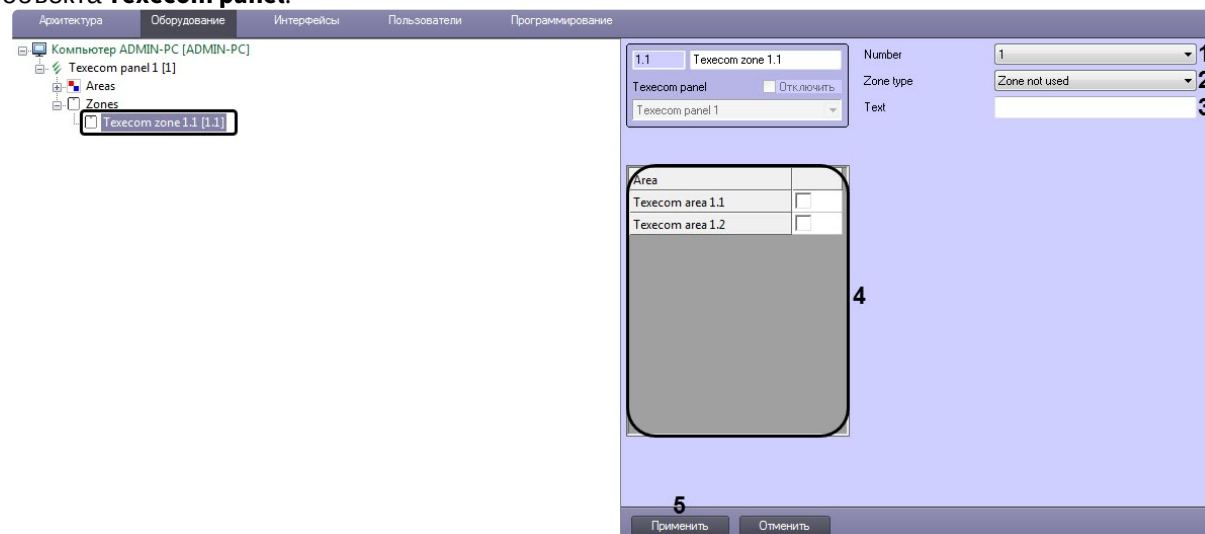 объекта Texecom panel.
Архитектура Оборудование Интерфейсы Пользователи Программирование
Компьютер ADMIN-PC [ADMIN-PC]
Texecom panel 1 [1]
Areas
Zones
Texecom zone 1.1 [1.1]
1.1 Texecom zone 1.1
Texecom panel Отключить
Texecom panel 1
Number 1 1
Zone type Zone not used 2
Text 3
Area
Texecom area 1.1
Texecom area 1.2
4
5
Применить Отменить